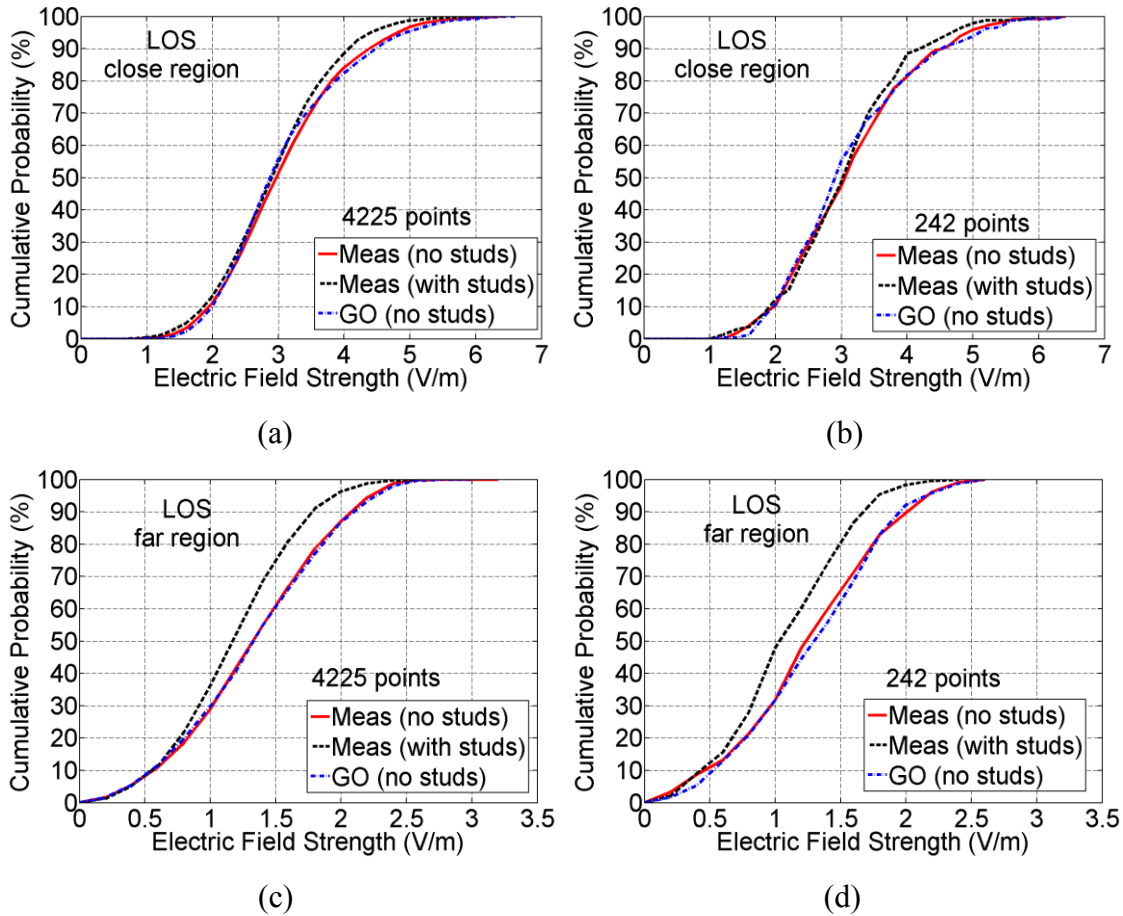 100
90
80
70
60
50
40
30
20
10
0
Cumulative Probability (%)
LOS
close region
4225 points
Meas (no studs)
Meas (with studs)
GO (no studs)
0 1 2 3 4 5 6 7
Electric Field Strength (V/m)
(a)
100
90
80
70
60
50
40
30
20
10
0
Cumulative Probability (%)
LOS
close region
242 points
Meas (no studs)
Meas (with studs)
GO (no studs)
0 1 2 3 4 5 6 7
Electric Field Strength (V/m)
(b)
100
90
80
70
60
50
40
30
20
10
0
Cumulative Probability (%)
LOS
far region
4225 points
Meas (no studs)
Meas (with studs)
GO (no studs)
0 0.5 1 1.5 2 2.5 3 3.5
Electric Field Strength (V/m)
(c)
100
90
80
70
60
50
40
30
20
10
0
Cumulative Probability (%)
LOS
far region
242 points
Meas (no studs)
Meas (with studs)
GO (no studs)
0 0.5 1 1.5 2 2.5 3 3.5
Electric Field Strength (V/m)
(d)